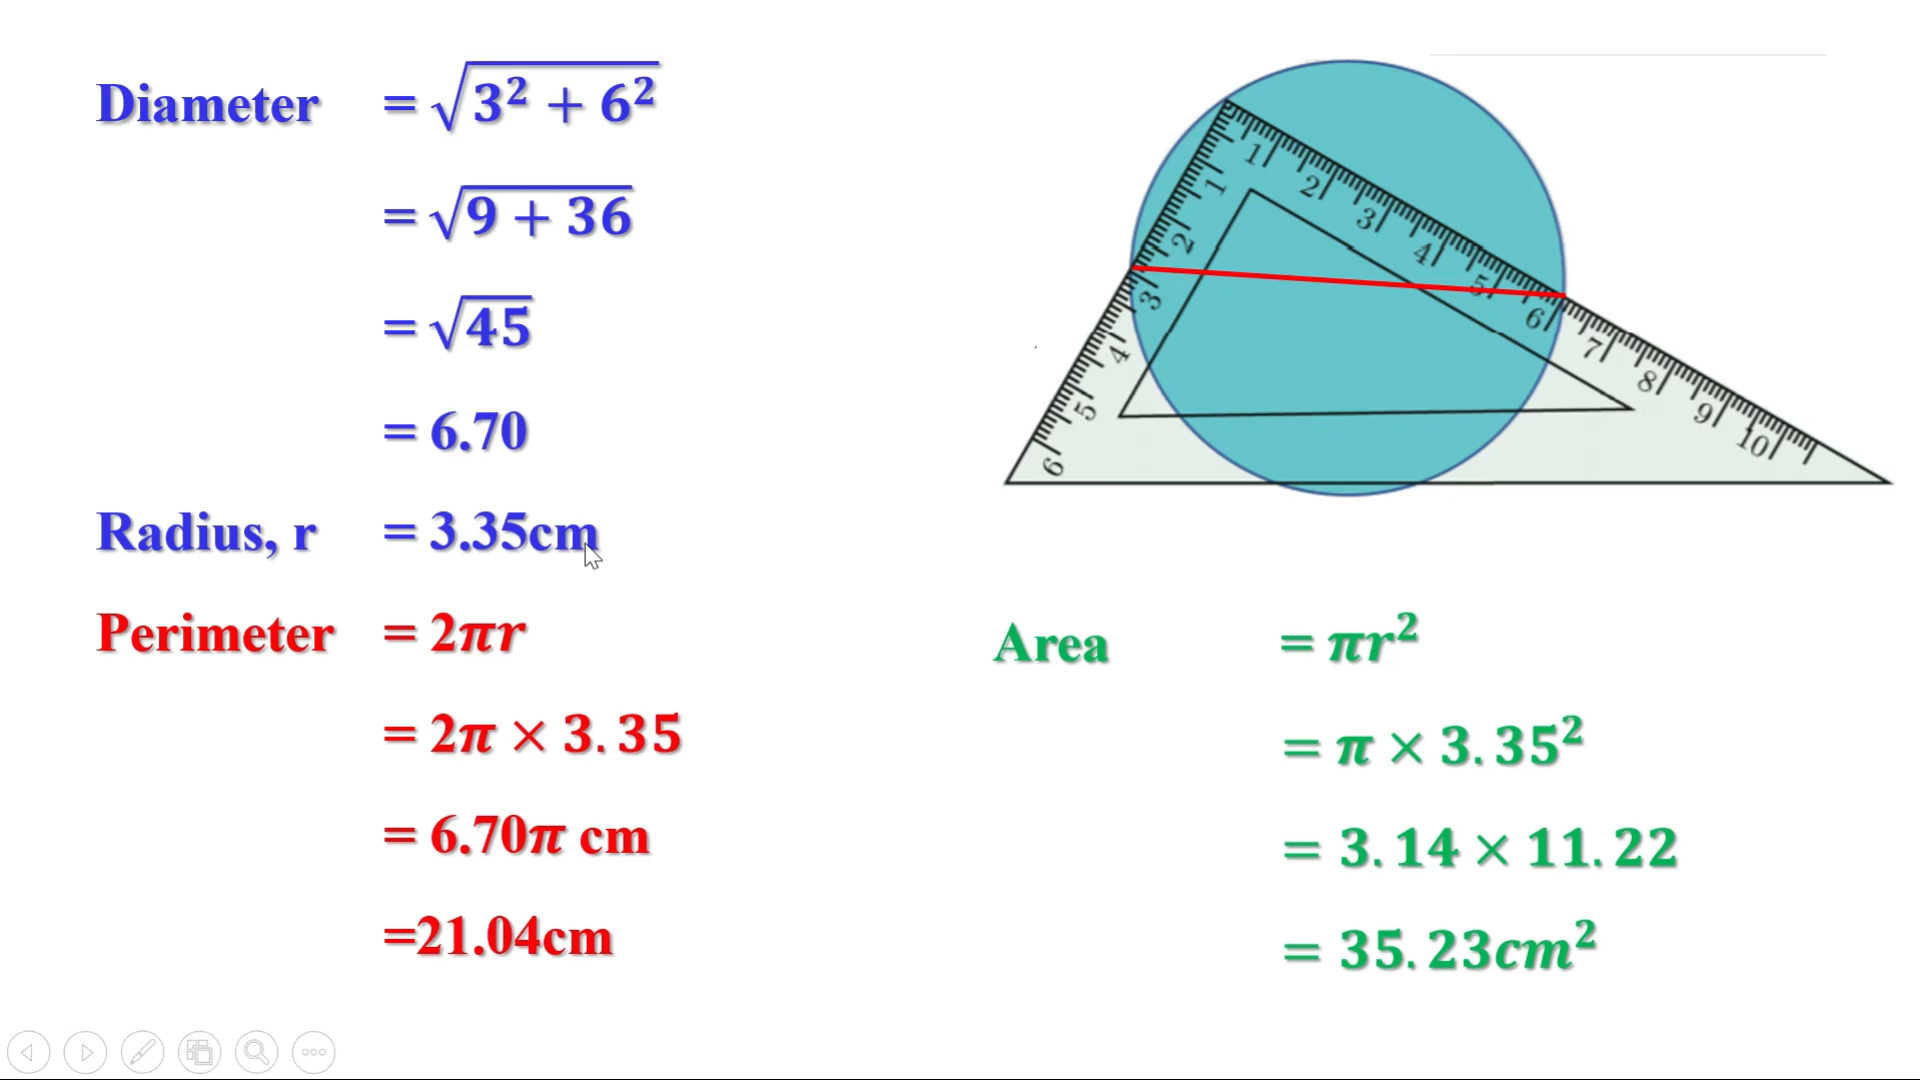 Diameter = √(3² + 6²)
= √(9 + 36)
= √45
= 6.70
Radius, r = 3.35cm
Perimeter = 2πr
= 2π × 3.35
= 6.70π cm
=21.04cm
1 2 3 4 5 6 7 8 9 10
1 2 3 4 5 6
Area = πr²
= π × 3.35²
= 3.14 × 11.22
= 35.23cm²